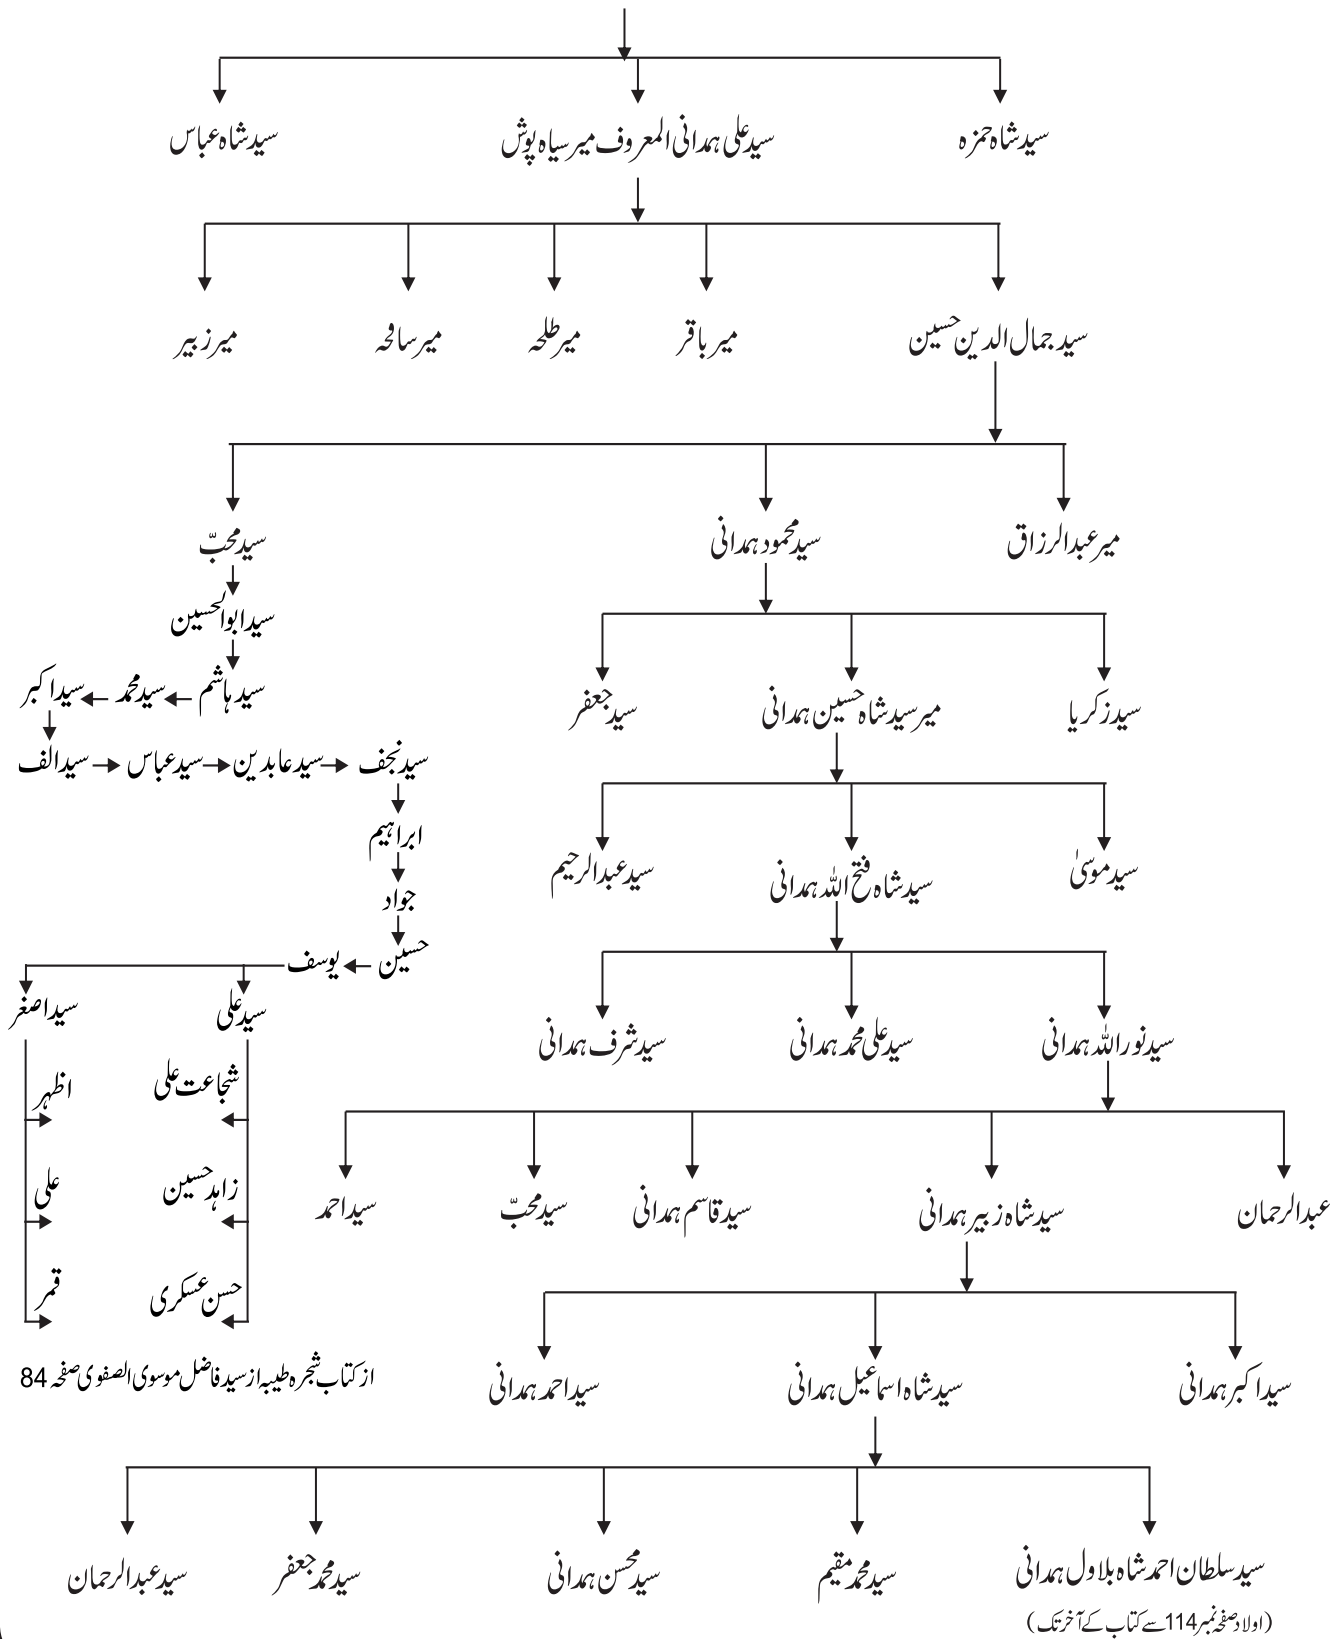 سید شاہ حمزہ سید علی ہمدانی المعروف میر سیاہ پوش سید شاہ عباس
سید جمال الدین حسین میر باقر میر طلحہ میر سافحہ میر زبیر
میر عبدالرزاق سید محمود ہمدانی سید محبّ
سید ابوالحسین
سید زکریا میر سید شاہ حسین ہمدانی سید جعفر
سید ہاشم سید محمد سید اکبر
سید الف سید عباس سید عابدین سید نجف
ابراہیم
سید موسیٰ سید شاہ فتح اللہ ہمدانی سید عبدالرحیم
جواد
حسین یوسف
سید علی سید اصغر
سید نور اللہ ہمدانی سید علی محمد ہمدانی سید شرف ہمدانی
شجاعت علی اظہر
زاہد حسین علی
عبدالرحمان سید شاہ زبیر ہمدانی سید قاسم ہمدانی سید محبّ سید احمد
حسن عسکری قمر
از کتاب شجرہ طیبہ از سید فاضل موسوی الصفوی صفحہ 84
سید اکبر ہمدانی سید شاہ اسماعیل ہمدانی سید احمد ہمدانی
سید سلطان احمد شاہ بلاول ہمدانی سید محمد مقیم سید محسن ہمدانی سید محمد جعفر سید عبدالرحمان
(اولاد صفحہ نمبر 114 سے کتاب کے آخر تک)